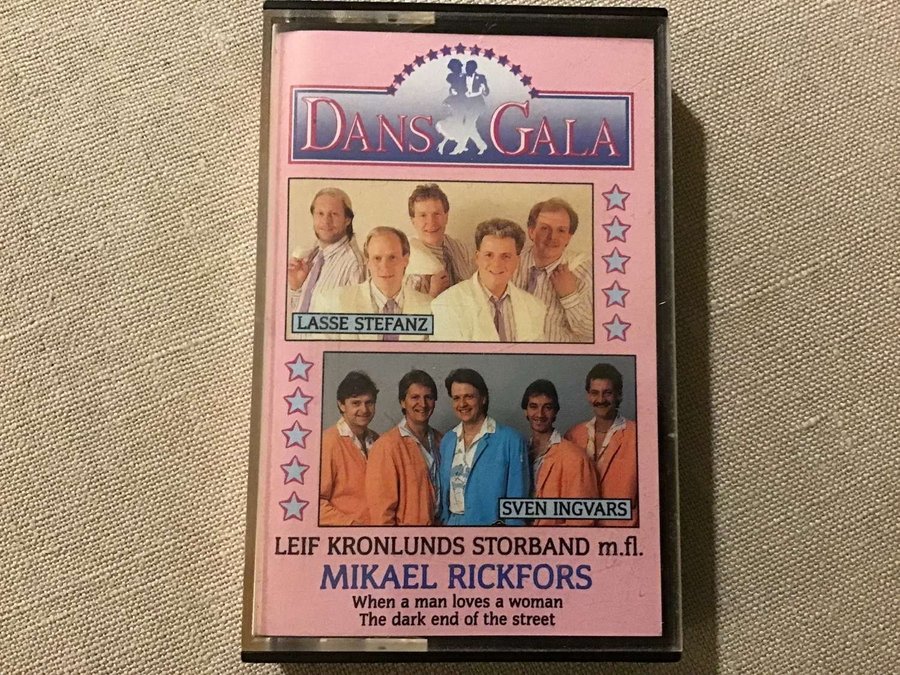 DANS GALA
LASSE STEFANZ
SVEN INGVARS
LEIF KRONLUNDS STORBAND m.fl.
MIKAEL RICKFORS
When a man loves a woman
The dark end of the street